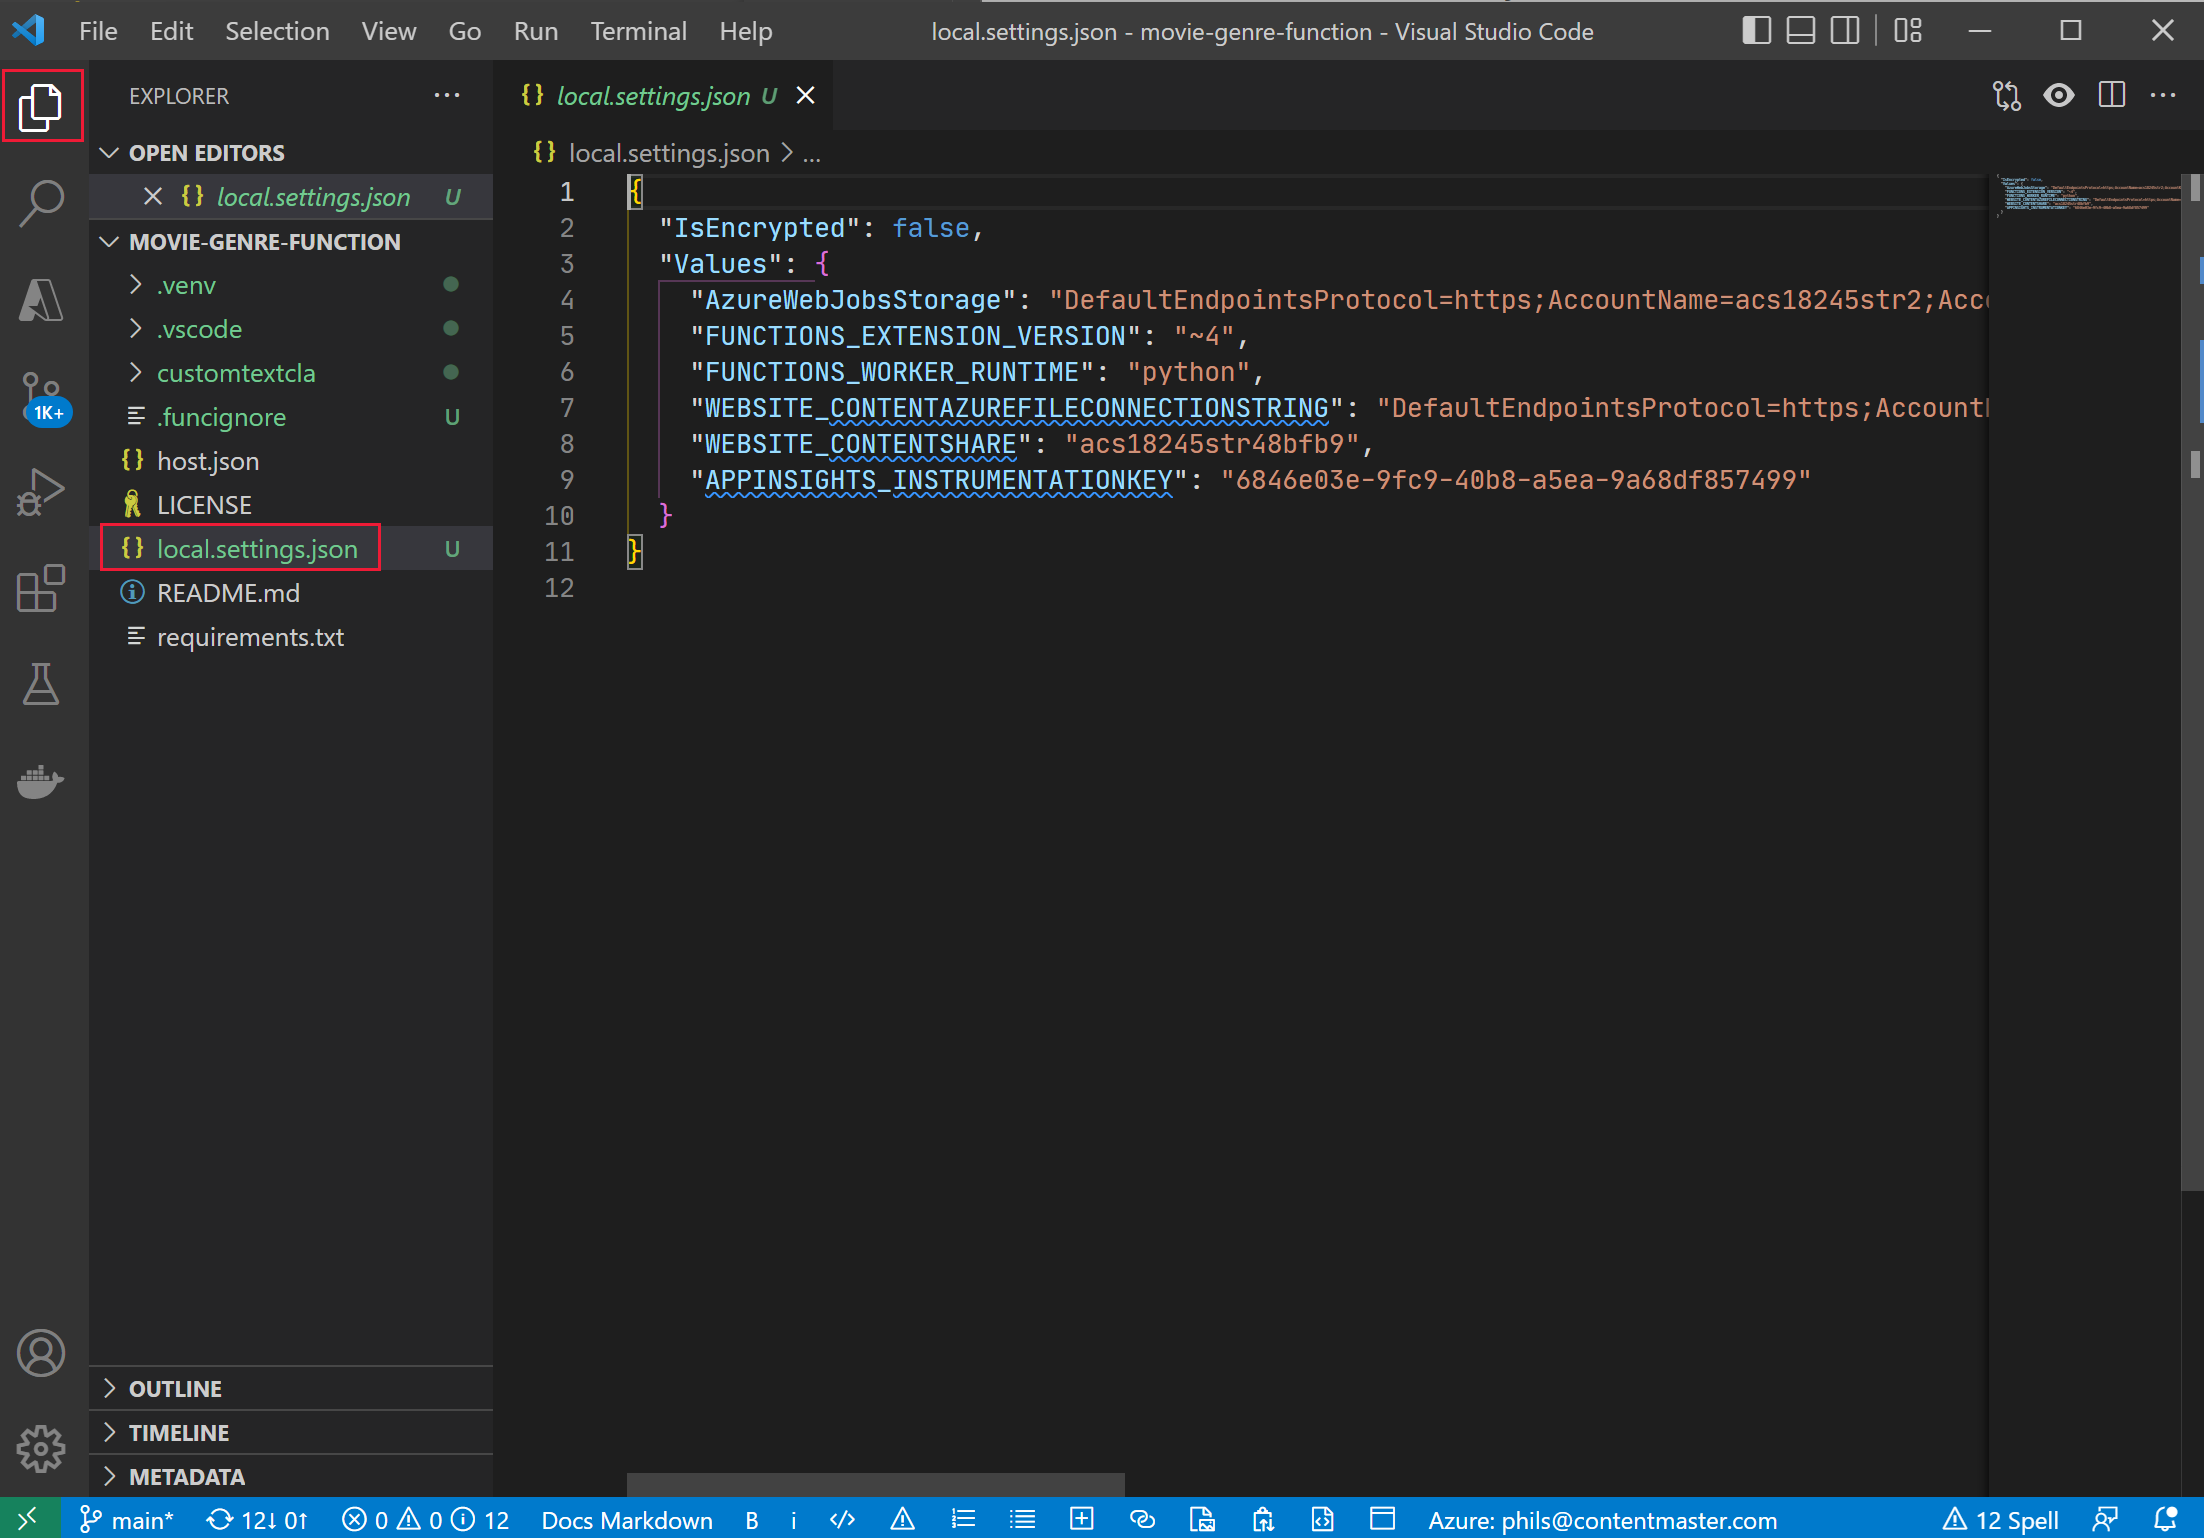 File Edit Selection View Go Run Terminal Help
local.settings.json - movie-genre-function - Visual Studio Code
EXPLORER
OPEN EDITORS
{} local.settings.json U
MOVIE-GENRE-FUNCTION
.venv
.vscode
customtextcla
.funcignore U
{} host.json
LICENSE
{} local.settings.json U
README.md
requirements.txt
OUTLINE
TIMELINE
METADATA
1K+
{} local.settings.json U
{} local.settings.json > ...
1 {
2 "IsEncrypted": false,
3 "Values": {
4 "AzureWebJobsStorage": "DefaultEndpointsProtocol=https;AccountName=acs18245str2;Acc
5 "FUNCTIONS_EXTENSION_VERSION": "~4",
6 "FUNCTIONS_WORKER_RUNTIME": "python",
7 "WEBSITE_CONTENTAZUREFILECONNECTIONSTRING": "DefaultEndpointsProtocol=https;Account
8 "WEBSITE_CONTENTSHARE": "acs18245str48bfb9",
9 "APPINSIGHTS_INSTRUMENTATIONKEY": "6846e03e-9fc9-40b8-a5ea-9a68df857499"
10 }
11 }
12
main* 12↓ 0↑ 0 0 12 Docs Markdown B i </> Azure: phils@contentmaster.com 12 Spell